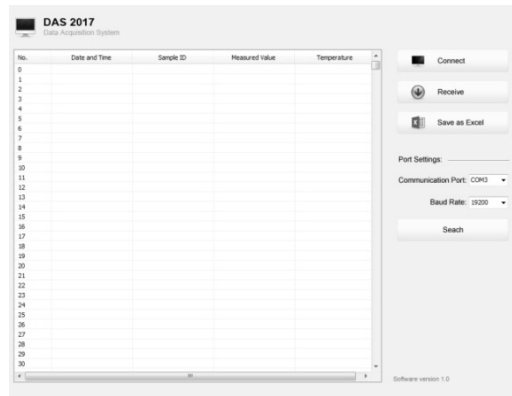 DAS 2017
Data Acquisition System
No. Date and Time Sample ID Measured Value Temperature
0
1
2
3
4
5
6
7
8
9
10
11
12
13
14
15
16
17
18
19
20
21
22
23
24
25
26
27
28
29
30
Connect
Receive
Save as Excel
Port Settings:
Communication Port: COM3
Baud Rate: 19200
Seach
Software version 1.0